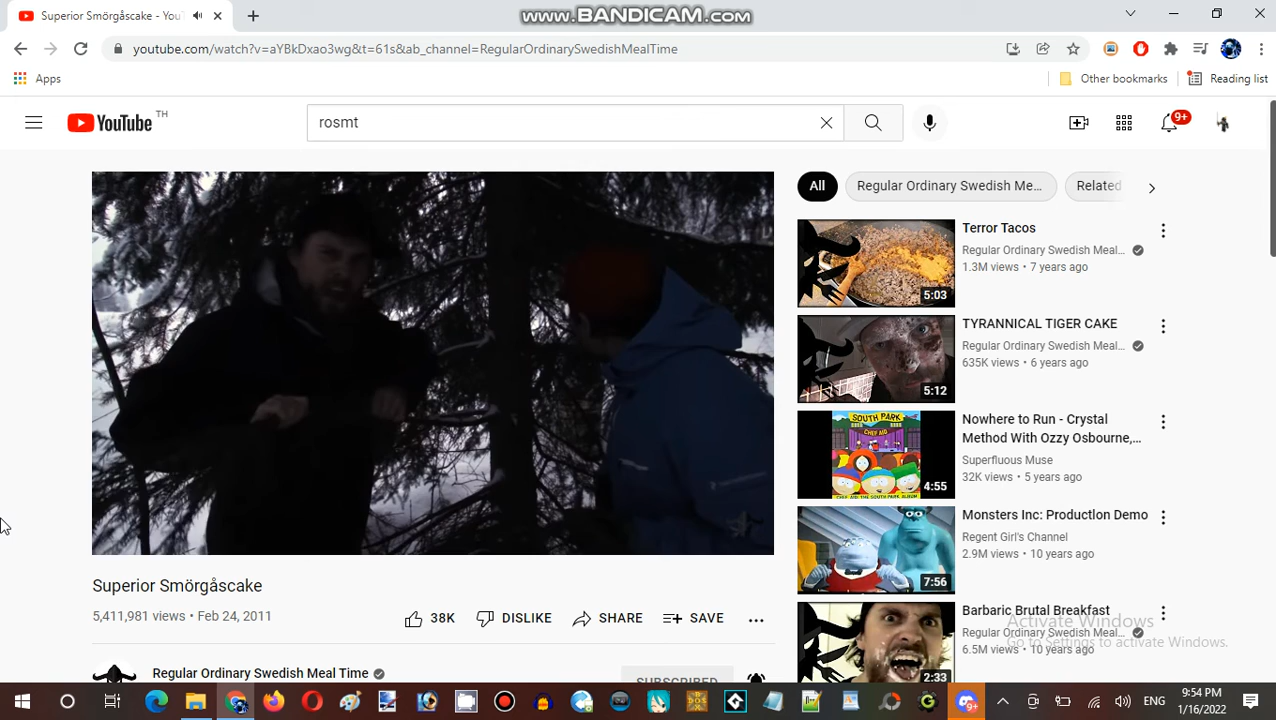 Superior Smörgåscake - You
www.BANDICAM.com
youtube.com/watch?v=aYBkDxao3wg&t=61s&ab_channel=RegularOrdinarySwedishMealTime
Apps
Other bookmarks
Reading list
YouTube TH
rosmt
9+
All
Regular Ordinary Swedish Me...
Related
Terror Tacos
Regular Ordinary Swedish Meal...
1.3M views • 7 years ago
5:03
TYRANNICAL TIGER CAKE
Regular Ordinary Swedish Meal...
635K views • 6 years ago
5:12
SOUTH PARK
CHEF AID
Nowhere to Run - Crystal
Method With Ozzy Osbourne,...
Superfluous Muse
32K views • 5 years ago
4:55
Monsters Inc: Production Demo
Regent Girl's Channel
2.9M views • 10 years ago
7:56
Barbaric Brutal Breakfast
Regular Ordinary Swedish Meal...
6.5M views • 10 years ago
2:33
Superior Smörgåscake
5,411,981 views • Feb 24, 2011
38K
DISLIKE
SHARE
SAVE
Regular Ordinary Swedish Meal Time
SUBSCRIBED
Activate Windows
Go to Settings to activate Windows.
9+
ENG
9:54 PM
1/16/2022